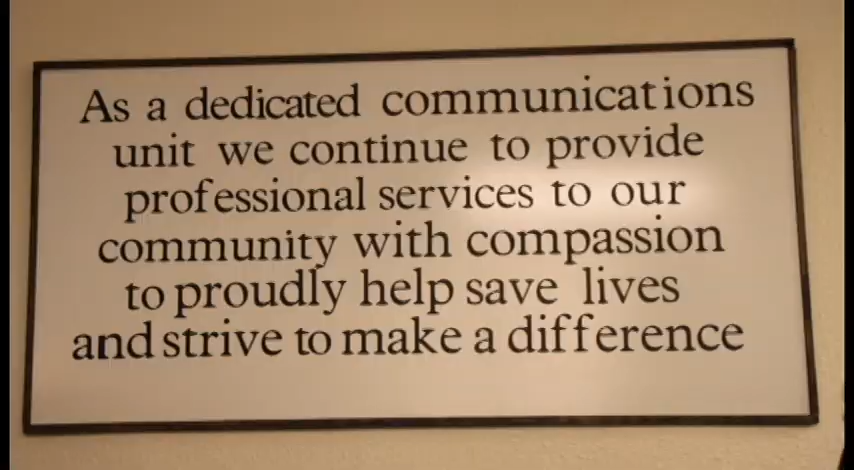 As a dedicated communications
unit we continue to provide
professional services to our
community with compassion
to proudly help save lives
and strive to make a difference